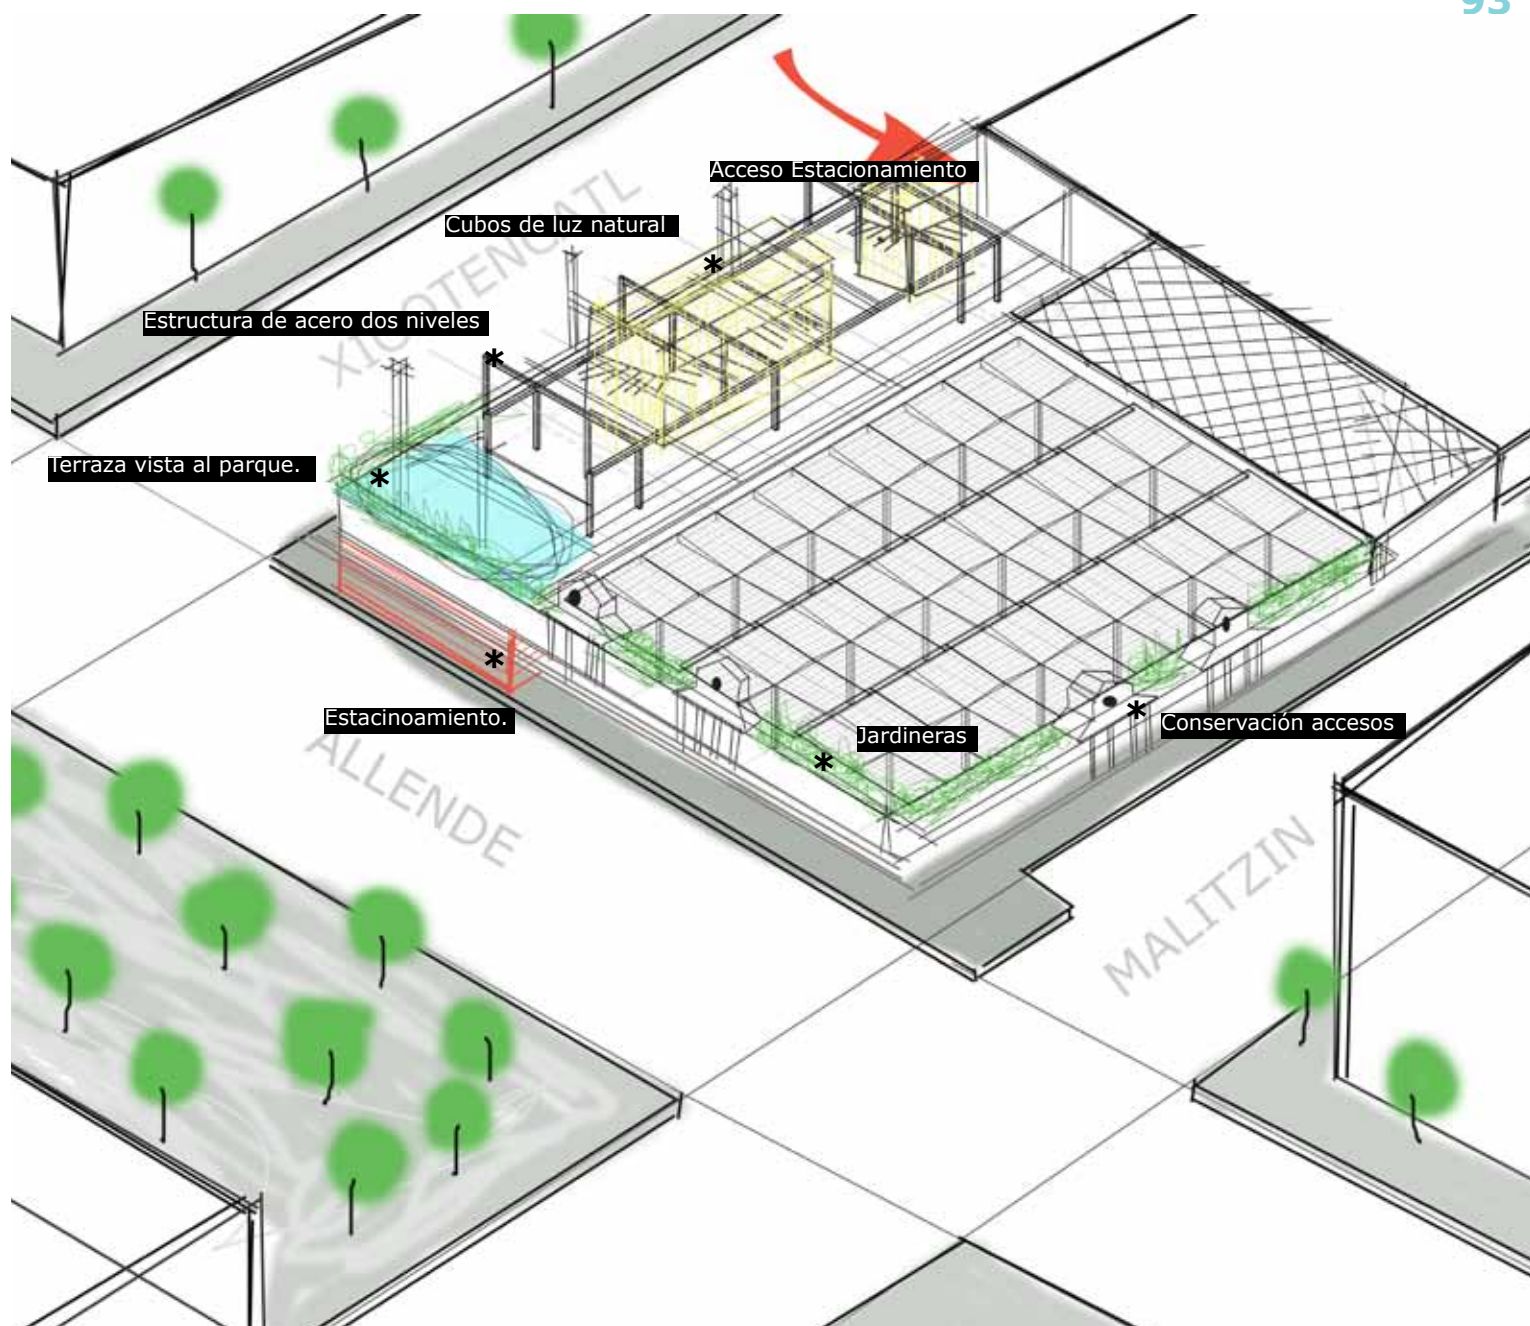 93
Acceso Estacionamiento
Cubos de luz natural
XICOTENCATL
Estructura de acero dos niveles
*
*
Terraza vista al parque.
*
*
Estacinoamiento.
ALLENDE
Jardineras
*
Conservación accesos
*
MALITZIN